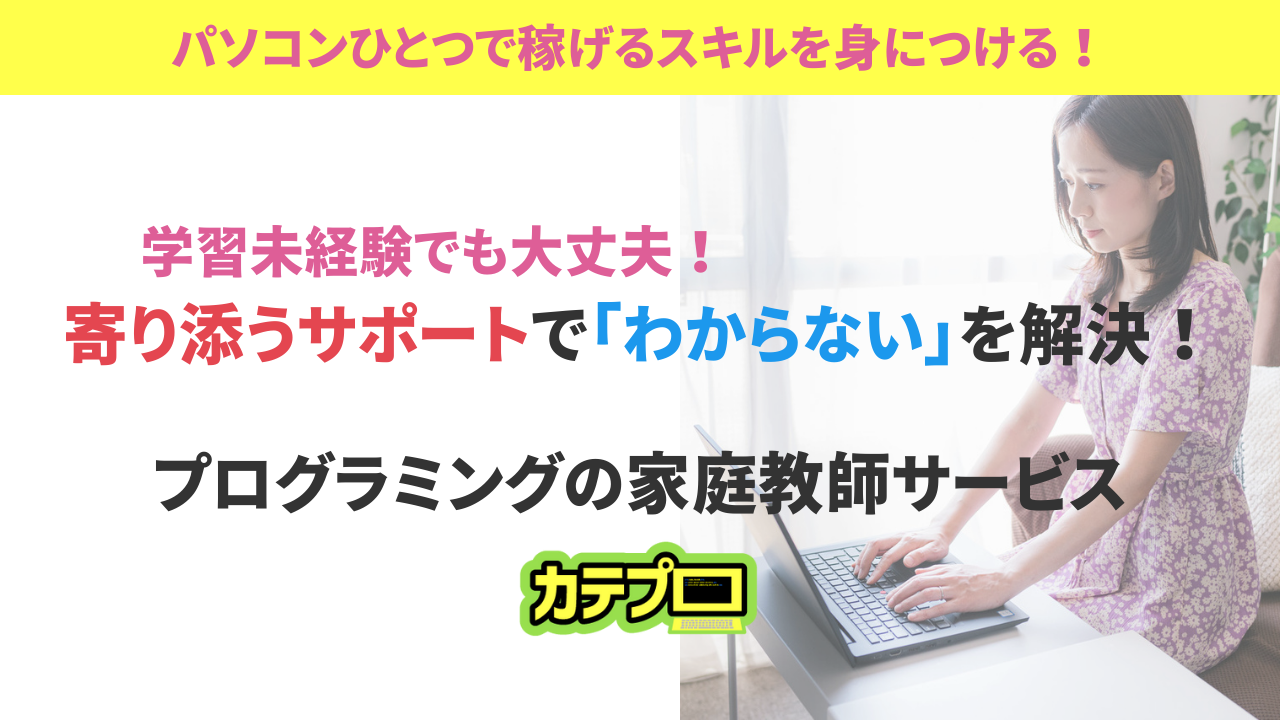 パソコンひとつで稼げるスキルを身につける！
学習未経験でも大丈夫！
寄り添うサポートで「わからない」を解決！
プログラミングの家庭教師サービス
カテプロ